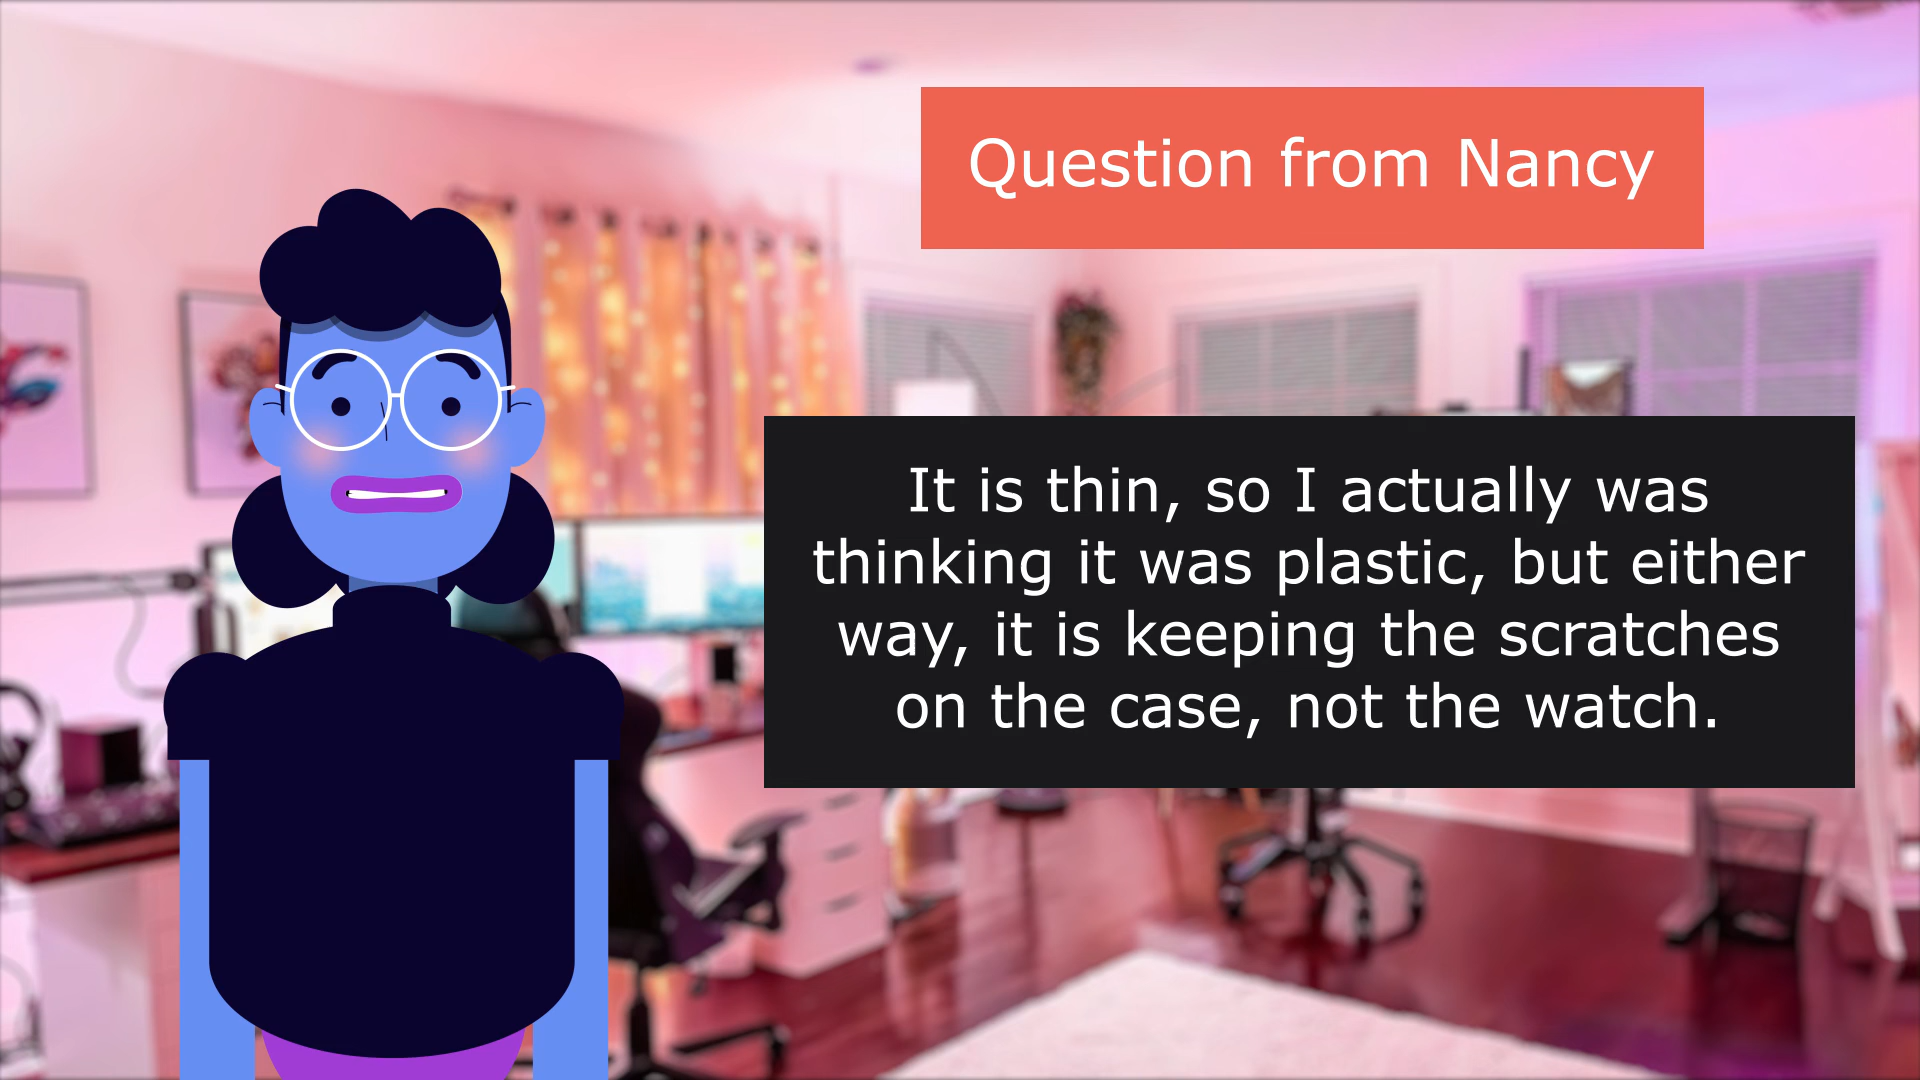 Question from Nancy
It is thin, so I actually was
thinking it was plastic, but either
way, it is keeping the scratches
on the case, not the watch.